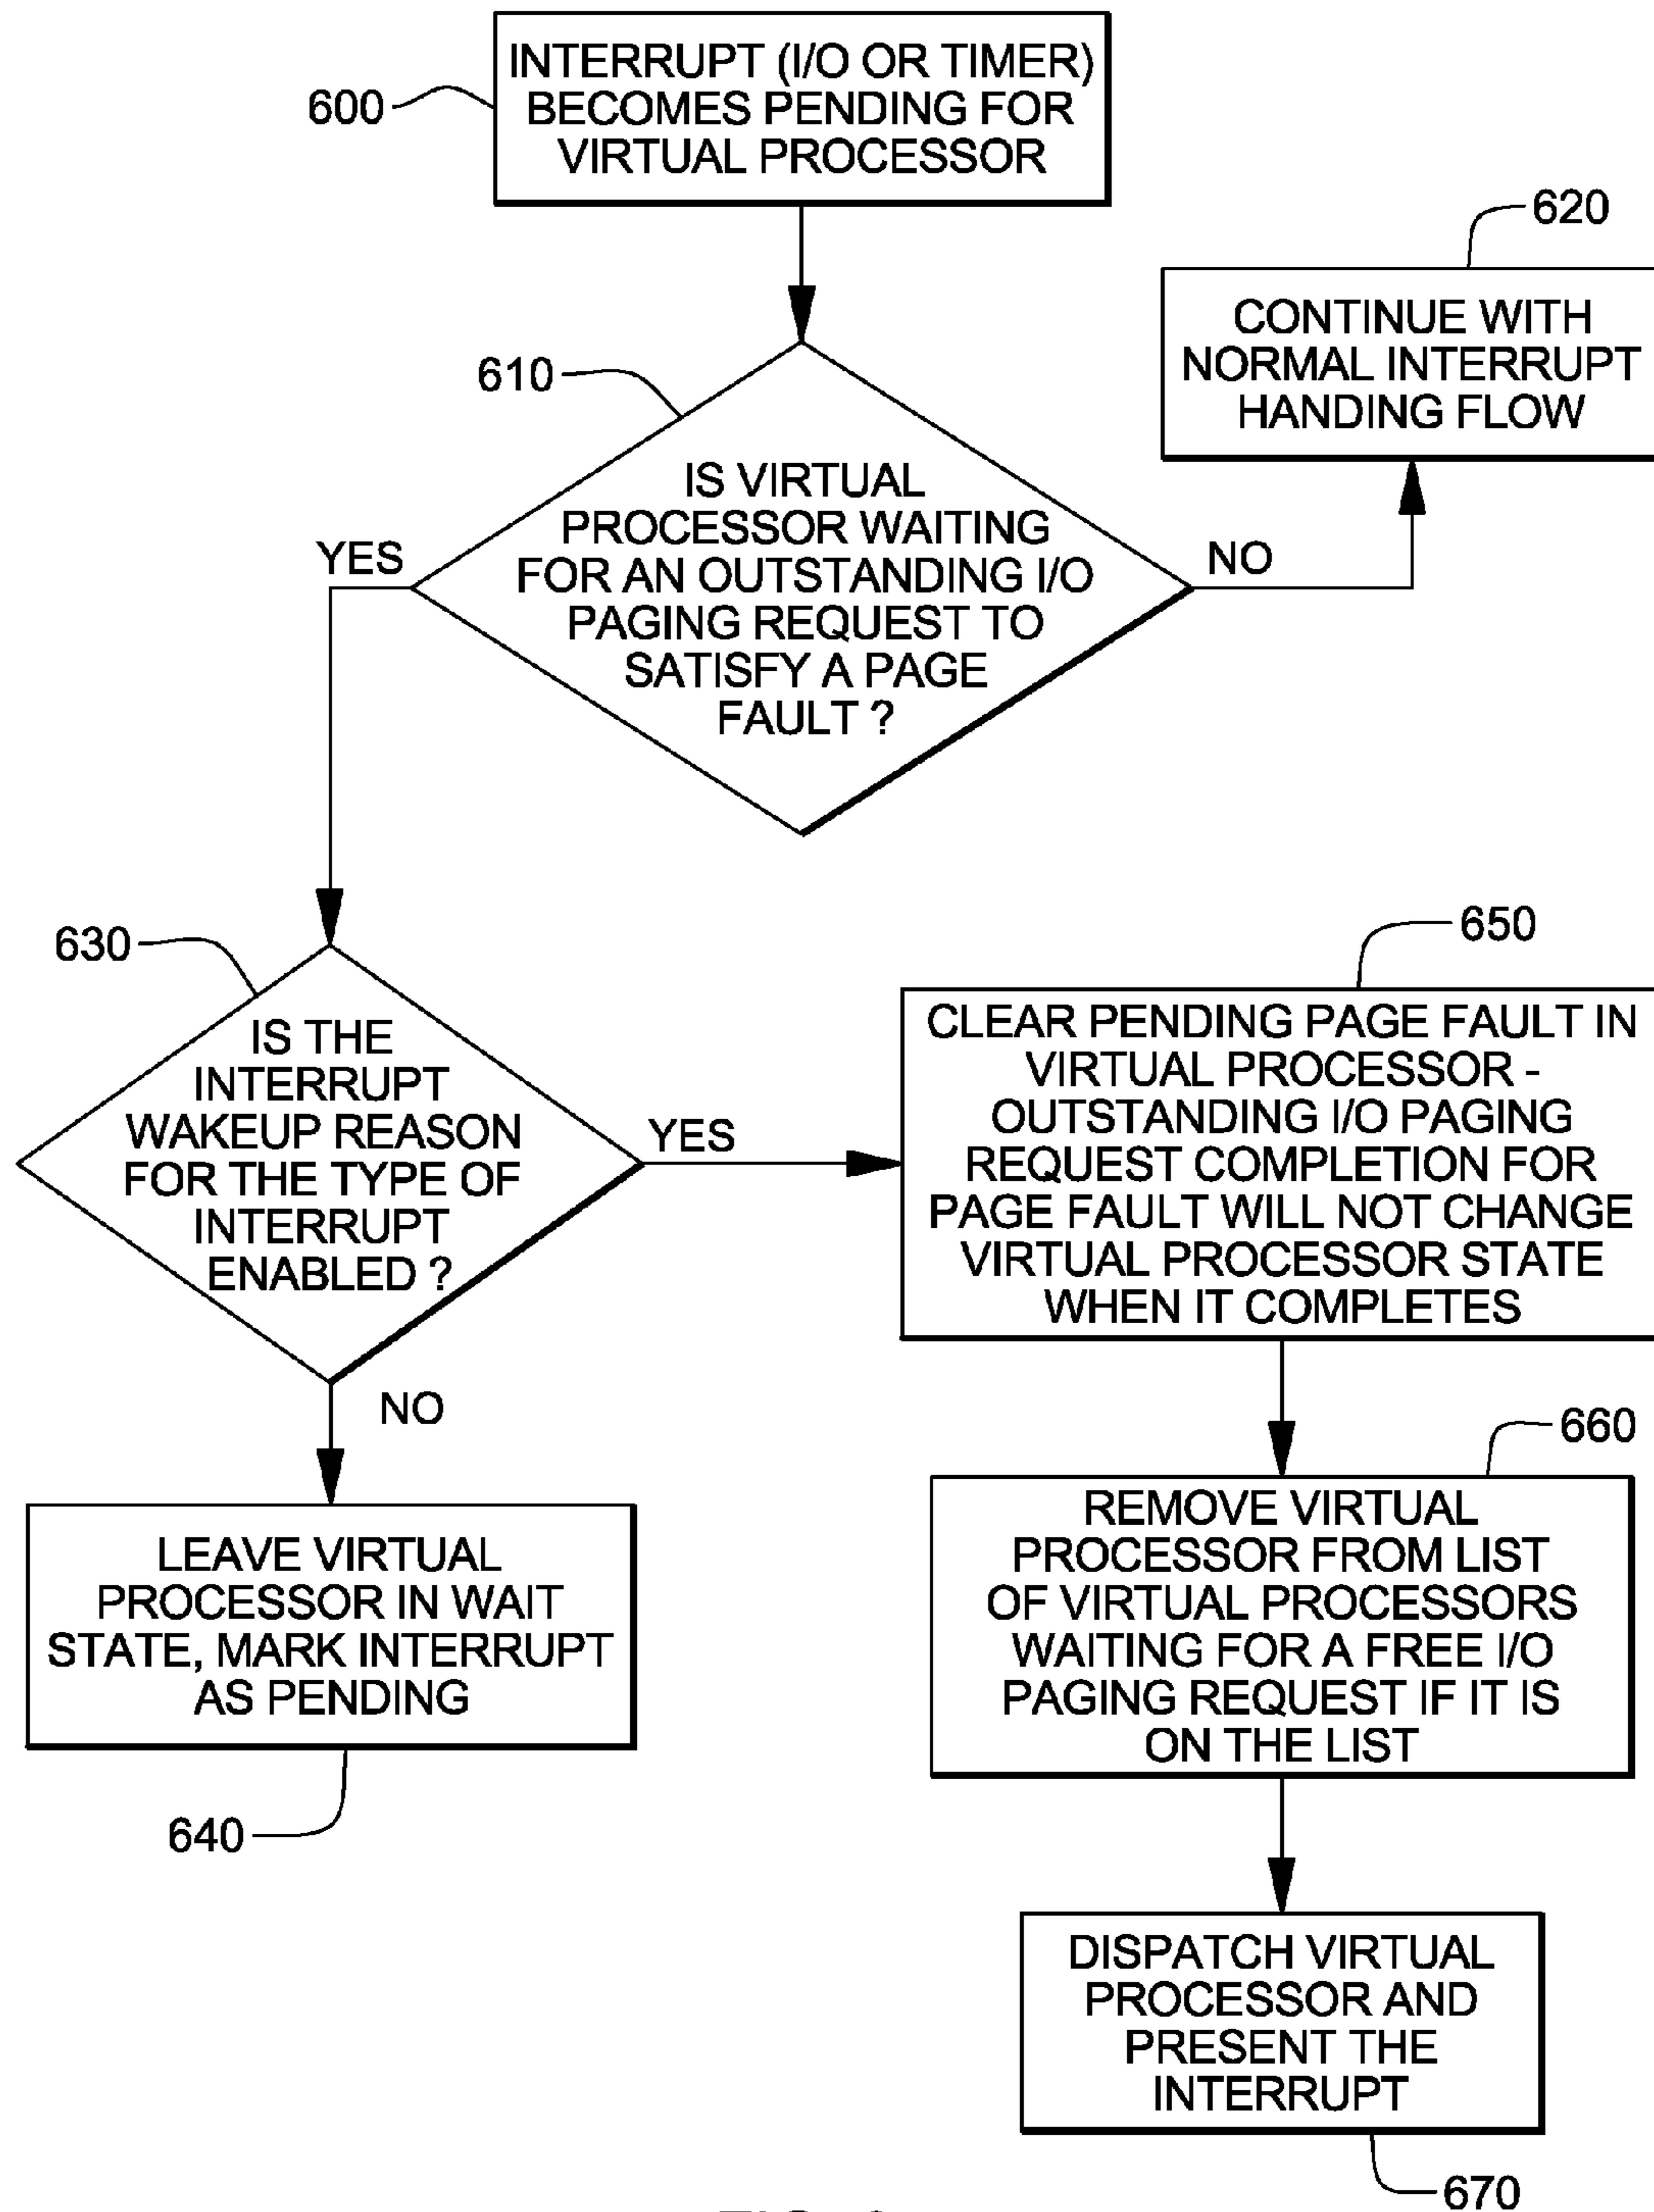 INTERRUPT (I/O OR TIMER)
BECOMES PENDING FOR
VIRTUAL PROCESSOR
600
620
CONTINUE WITH
NORMAL INTERRUPT
HANDING FLOW
610
IS VIRTUAL
PROCESSOR WAITING
FOR AN OUTSTANDING I/O
PAGING REQUEST TO
SATISFY A PAGE
FAULT ?
YES
NO
630
IS THE
INTERRUPT
WAKEUP REASON
FOR THE TYPE OF
INTERRUPT
ENABLED ?
YES
NO
650
CLEAR PENDING PAGE FAULT IN
VIRTUAL PROCESSOR -
OUTSTANDING I/O PAGING
REQUEST COMPLETION FOR
PAGE FAULT WILL NOT CHANGE
VIRTUAL PROCESSOR STATE
WHEN IT COMPLETES
LEAVE VIRTUAL
PROCESSOR IN WAIT
STATE, MARK INTERRUPT
AS PENDING
640
660
REMOVE VIRTUAL
PROCESSOR FROM LIST
OF VIRTUAL PROCESSORS
WAITING FOR A FREE I/O
PAGING REQUEST IF IT IS
ON THE LIST
DISPATCH VIRTUAL
PROCESSOR AND
PRESENT THE
INTERRUPT
670